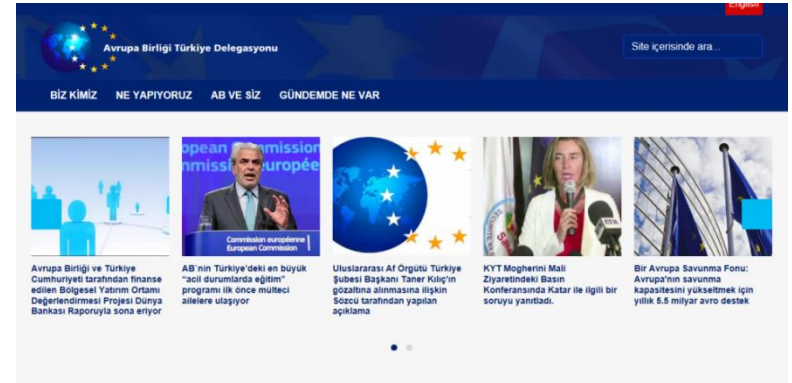 English
Avrupa Birliği Türkiye Delegasyonu
Site içerisinde ara...
BİZ KİMİZ NE YAPIYORUZ AB VE SİZ GÜNDEMDE NE VAR
opean Commission
mmissi européen
Commission européenne
European Commission
Avrupa Birliği ve Türkiye
Cumhuriyeti tarafından finanse
edilen Bölgesel Yatırım Ortamı
Değerlendirmesi Projesi Dünya
Bankası Raporuyla sona eriyor
AB'nin Türkiye'deki en büyük
"acil durumlarda eğitim"
programı ilk önce mülteci
ailelere ulaşıyor
Uluslararası Af Örgütü Türkiye
Şubesi Başkanı Taner Kılıç'ın
gözaltına alınmasına ilişkin
Sözcü tarafından yapılan
açıklama
KYT Mogherini Mali
Ziyaretindeki Basın
Konferansında Katar ile ilgili bir
soruyu yanıtladı.
Bir Avrupa Savunma Fonu:
Avrupa'nın savunma
kapasitesini yükseltmek için
yıllık 5.5 milyar avro destek